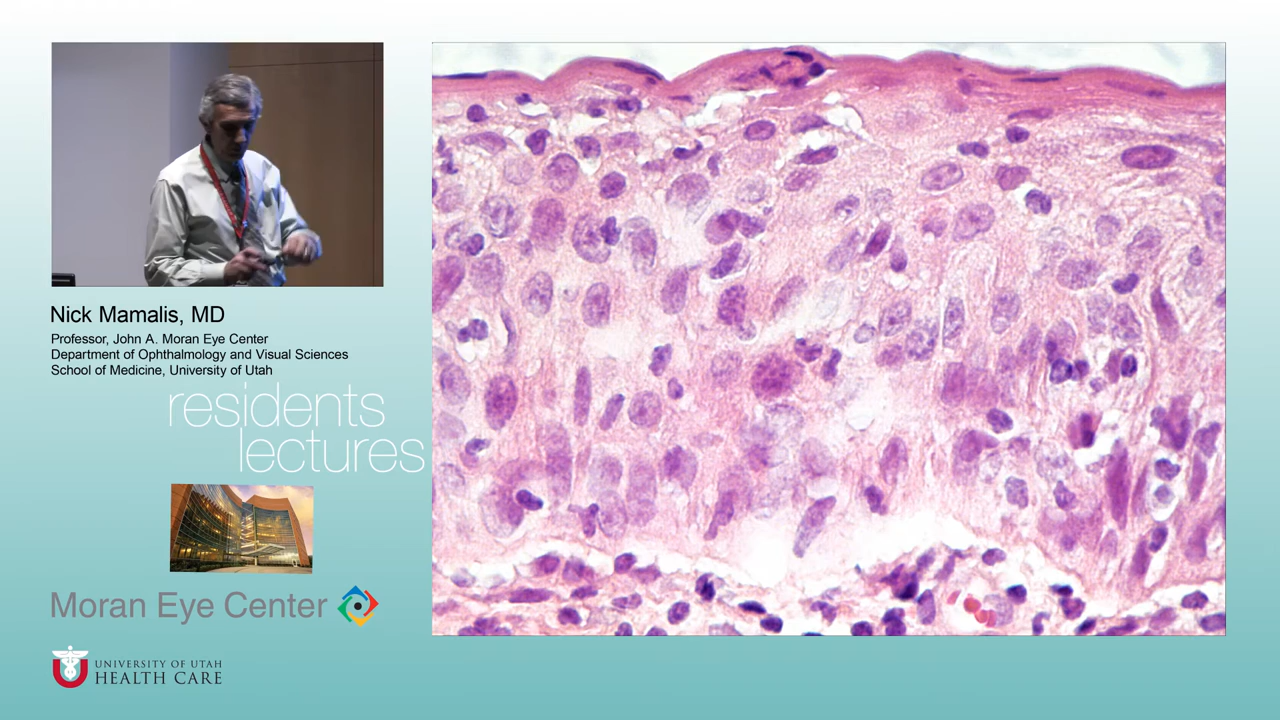 Nick Mamalis, MD
Professor, John A. Moran Eye Center
Department of Ophthalmology and Visual Sciences
School of Medicine, University of Utah
residents
lectures
Moran Eye Center
UNIVERSITY OF UTAH
HEALTH CARE